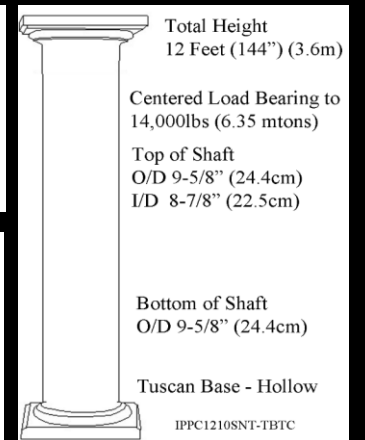 Total Height
12 Feet (144”) (3.6m)
Centered Load Bearing to
14,000lbs (6.35 mtons)
Top of Shaft
O/D 9-5/8” (24.4cm)
I/D  8-7/8” (22.5cm)
Bottom of Shaft
O/D 9-5/8” (24.4cm)
Tuscan Base - Hollow
IPPC1210SNT-TBTC